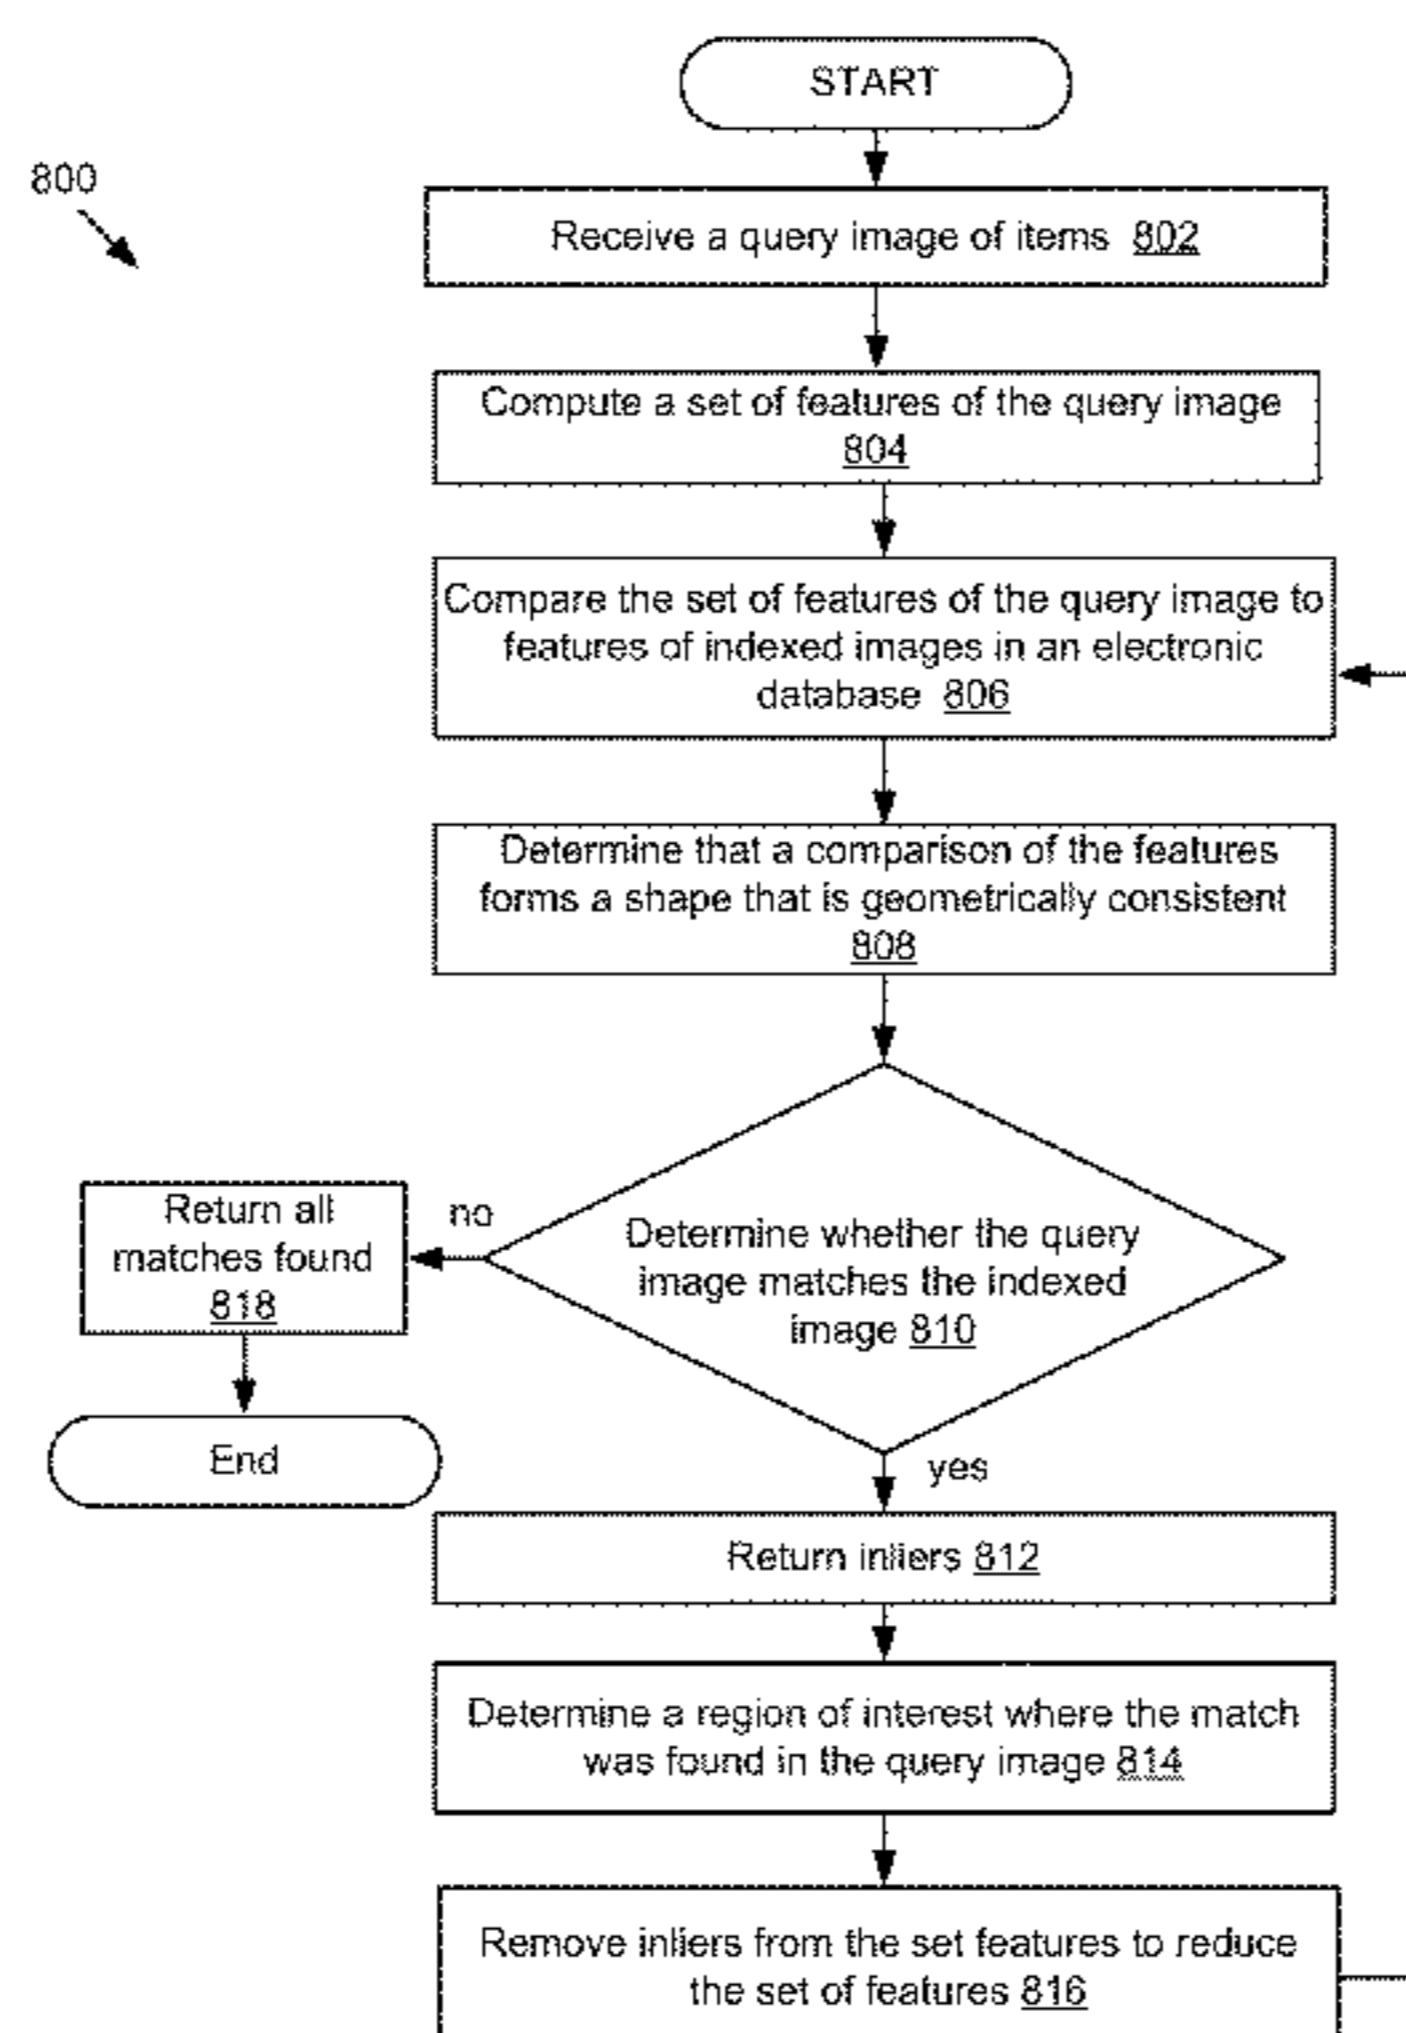 START
800
Receive a query image of items 802
Compute a set of features of the query image
804
Compare the set of features of the query image to
features of indexed images in an electronic
database 806
Determine that a comparison of the features
forms a shape that is geometrically consistent
808
Return all
matches found
818
no
Determine whether the query
image matches the indexed
image 810
End
yes
Return inliers 812
Determine a region of interest where the match
was found in the query image 814
Remove inliers from the set features to reduce
the set of features 816